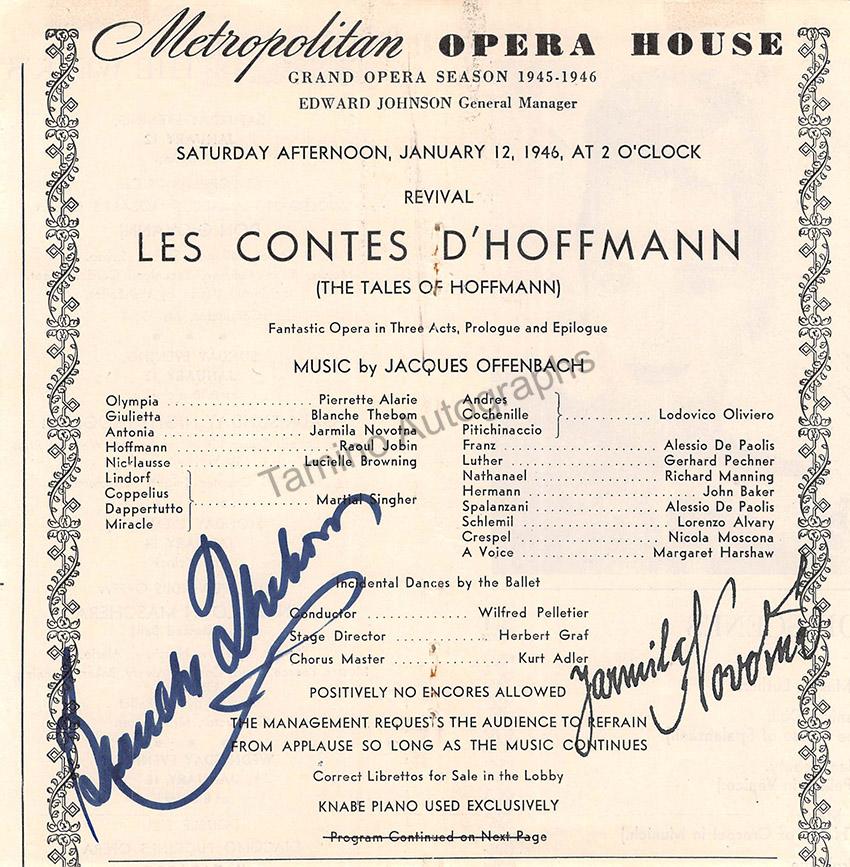 Metropolitan OPERA HOUSE
GRAND OPERA SEASON 1945-1946
EDWARD JOHNSON General Manager
SATURDAY AFTERNOON, JANUARY 12, 1946, AT 2 O'CLOCK
REVIVAL
LES CONTES D'HOFFMANN
(THE TALES OF HOFFMANN)
Fantastic Opera in Three Acts, Prologue and Epilogue
MUSIC by JACQUES OFFENBACH
Olympia Pierrette Alarie
Giulietta Blanche Thebom
Antonia Jarmila Novotna
Hoffmann Raoul Jobin
Nicklausse Lucielle Browning
Lindorf
Coppelius
Dappertutto
Miracle
Martial Singher
Andres
Cochenille
Pitichinaccio
Lodovico Oliviero
Franz Alessio De Paolis
Luther Gerhard Pechner
Nathanael Richard Manning
Hermann John Baker
Spalanzani Alessio De Paolis
Schlemil Lorenzo Alvary
Crespel Nicola Moscona
A Voice Margaret Harshaw
Tamino Autographs
Incidental Dances by the Ballet
Conductor Wilfred Pelletier
Stage Director Herbert Graf
Chorus Master Kurt Adler
Blanche Thebom
Jarmila Novotna
POSITIVELY NO ENCORES ALLOWED
THE MANAGEMENT REQUESTS THE AUDIENCE TO REFRAIN
FROM APPLAUSE SO LONG AS THE MUSIC CONTINUES
Correct Librettos for Sale in the Lobby
KNABE PIANO USED EXCLUSIVELY
Program Continued on Next Page